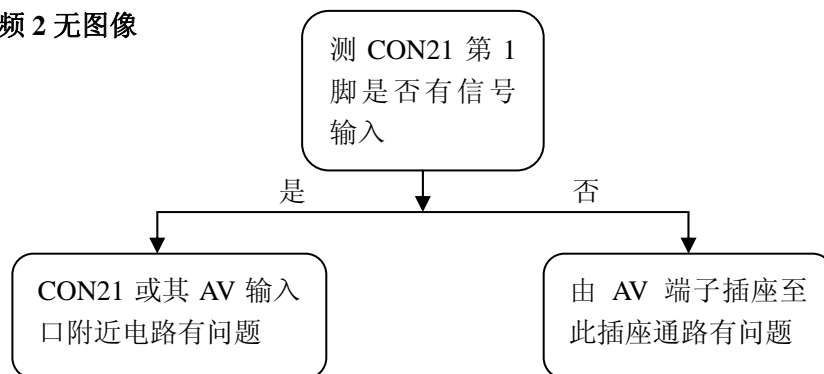 频 2 无图像
测 CON21 第 1
脚是否有信号
输入
是
否
CON21 或其 AV 输入
口附近电路有问题
由 AV 端子插座至
此插座通路有问题